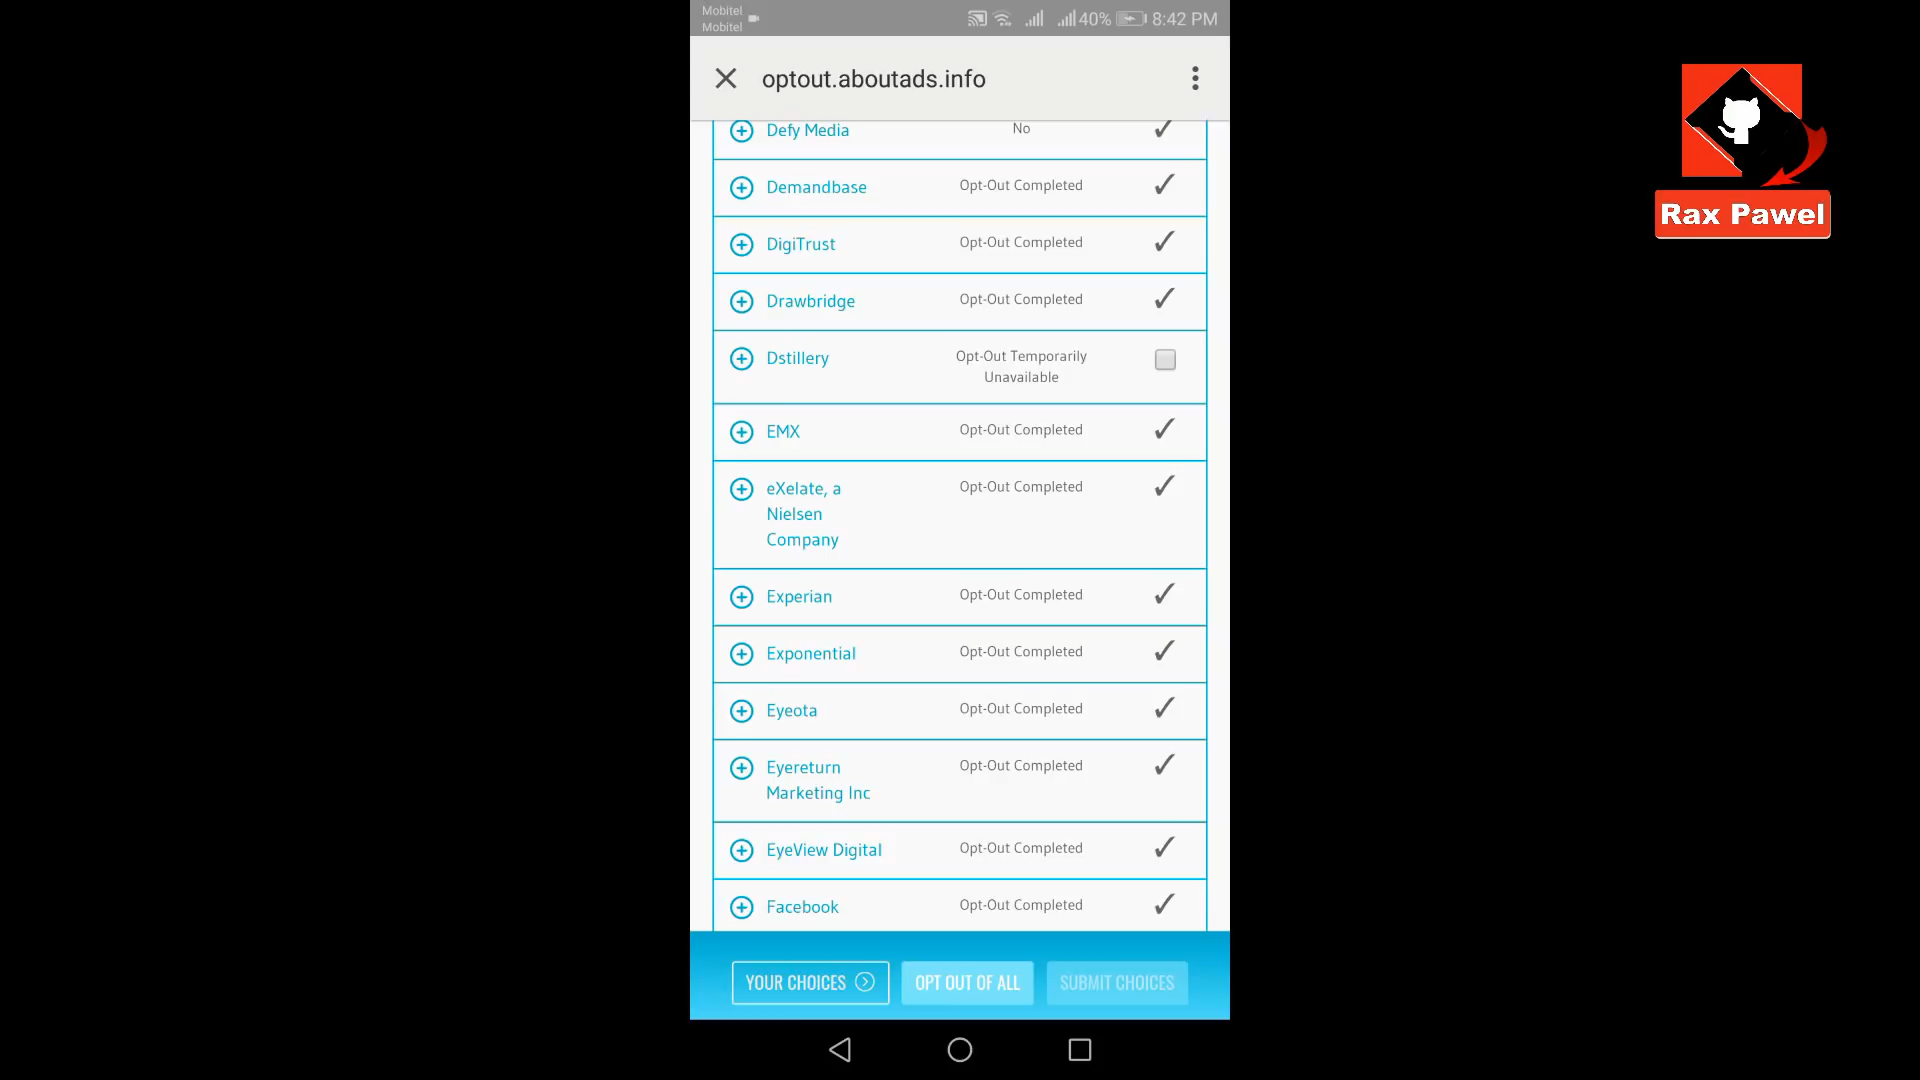 Mobitel
Mobitel
40% 8:42 PM
optout.aboutads.info
Rax Pawel
Defy Media No
Demandbase Opt-Out Completed
DigiTrust Opt-Out Completed
Drawbridge Opt-Out Completed
Dstillery Opt-Out Temporarily
Unavailable
EMX Opt-Out Completed
eXelate, a Opt-Out Completed
Nielsen
Company
Experian Opt-Out Completed
Exponential Opt-Out Completed
Eyeota Opt-Out Completed
Eyereturn Opt-Out Completed
Marketing Inc
EyeView Digital Opt-Out Completed
Facebook Opt-Out Completed
YOUR CHOICES OPT OUT OF ALL SUBMIT CHOICES